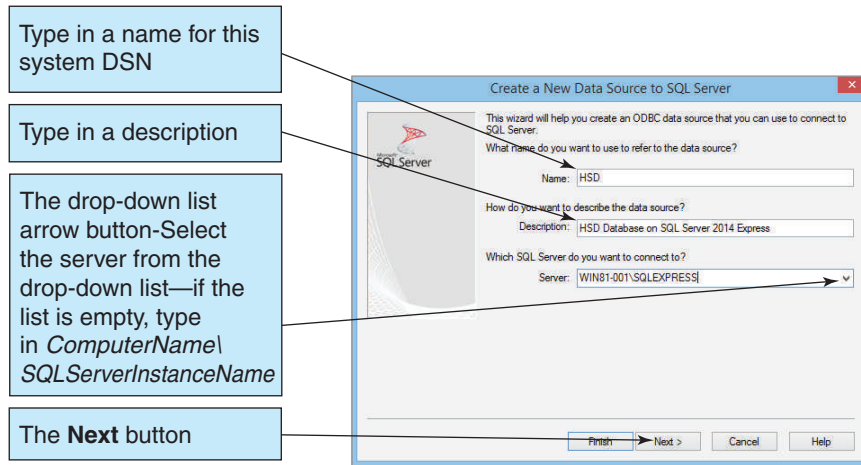 Type in a name for this
system DSN
Type in a description
The drop-down list
arrow button-Select
the server from the
drop-down list—if the
list is empty, type
in ComputerName\
SQLServerInstanceName
The Next button
Create a New Data Source to SQL Server
Microsoft
SQL Server
This wizard will help you create an ODBC data source that you can use to connect to
SQL Server.
What name do you want to use to refer to the data source?
Name: HSD
How do you want to describe the data source?
Description: HSD Database on SQL Server 2014 Express
Which SQL Server do you want to connect to?
Server: WIN81-001\SQLEXPRESS
Finish Next > Cancel Help